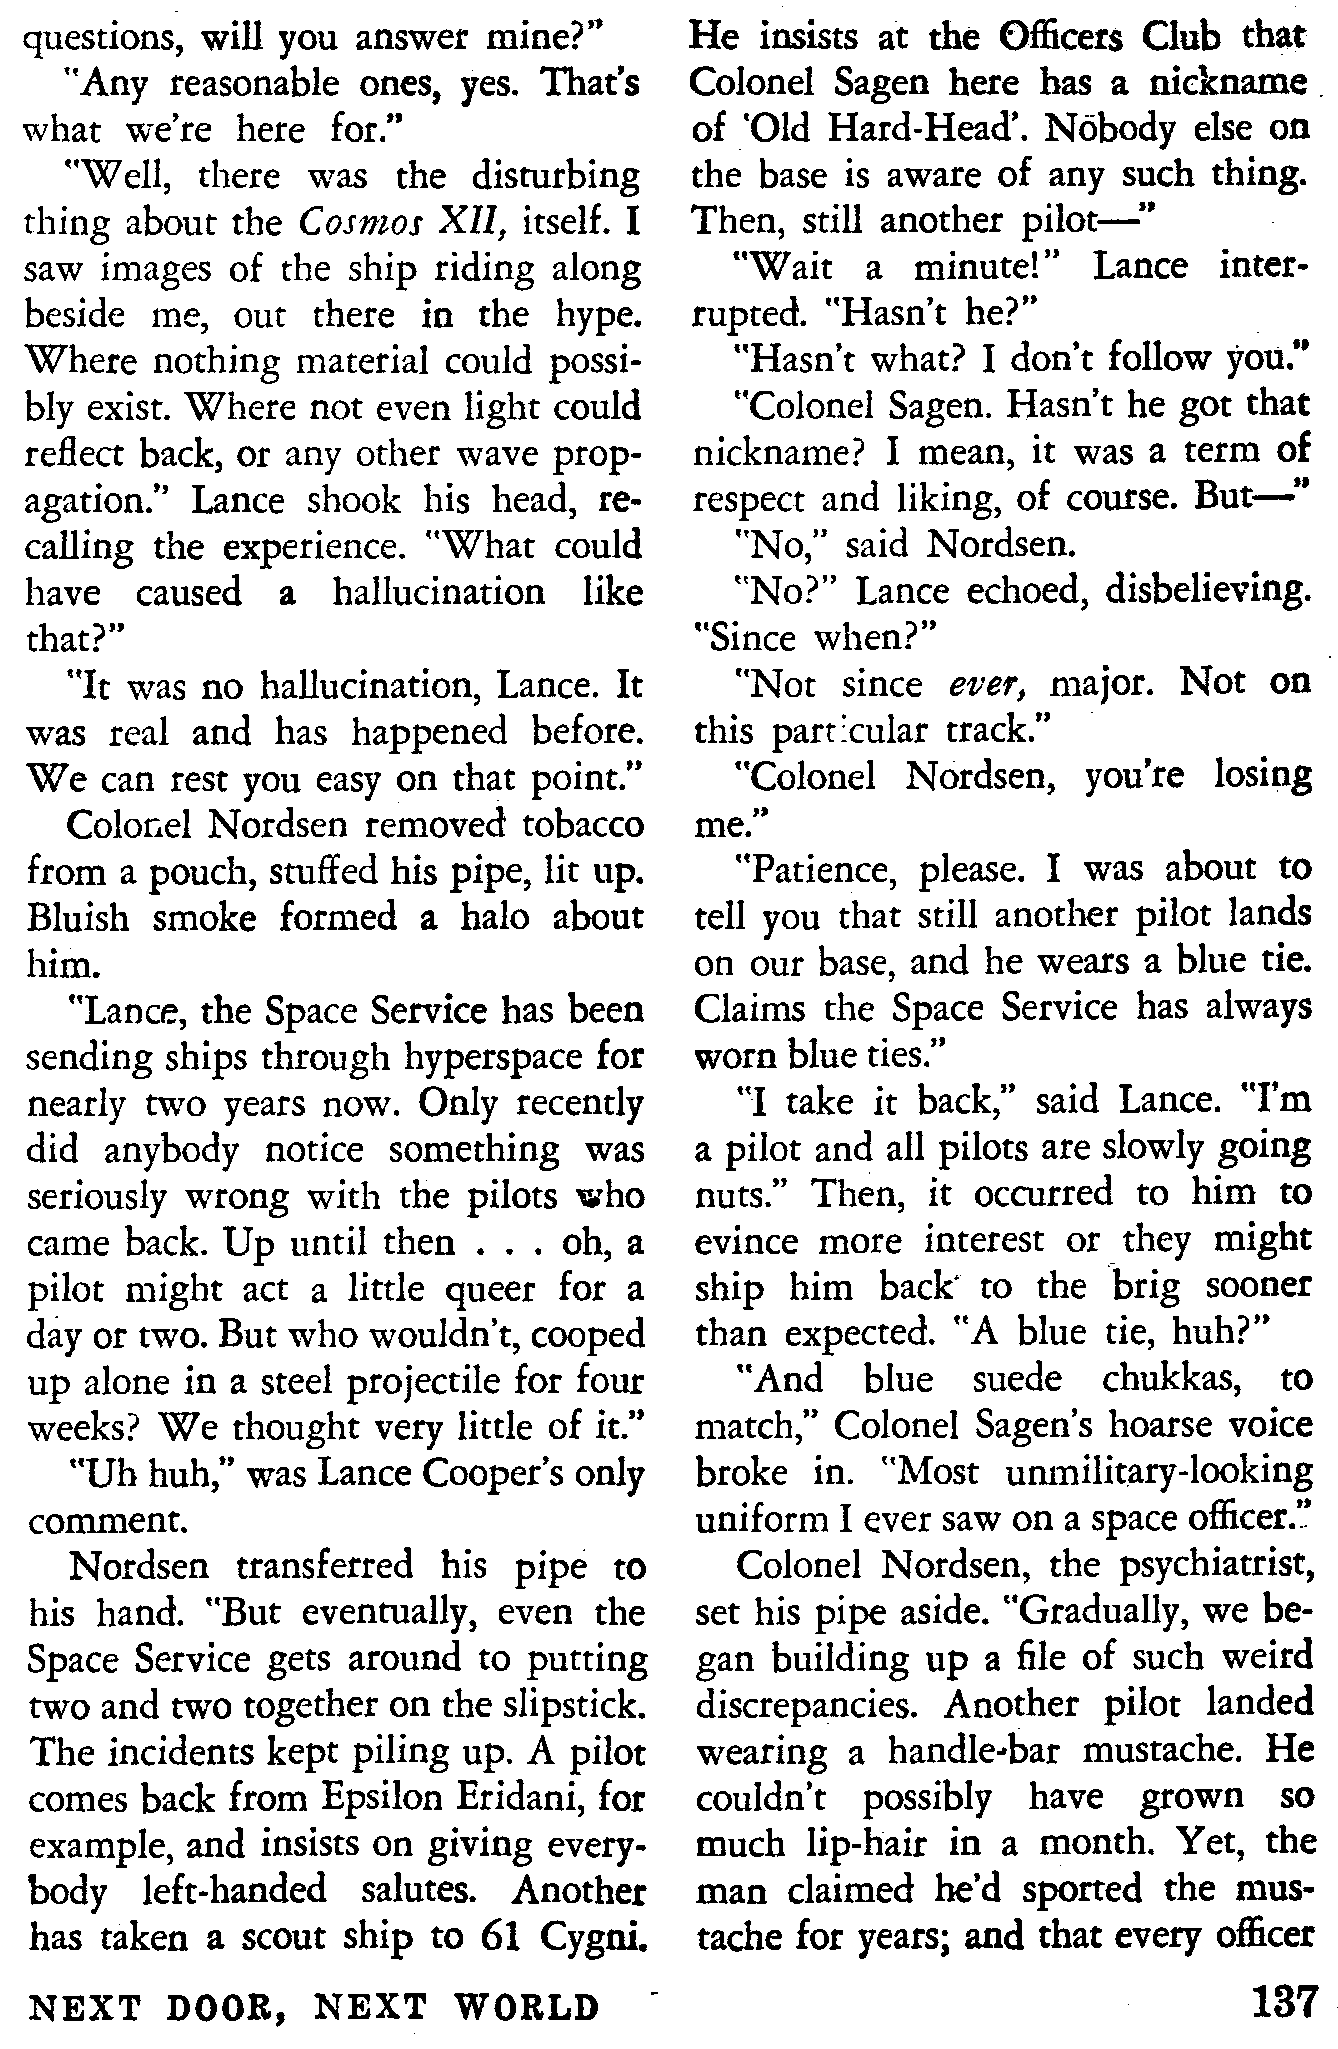 questions, will you answer mine?"
"Any reasonable ones, yes. That's
what we're here for."
"Well, there was the disturbing
thing about the Cosmos XII, itself. I
saw images of the ship riding along
beside me, out there in the hype.
Where nothing material could possi-
bly exist. Where not even light could
reflect back, or any other wave prop-
agation." Lance shook his head, re-
calling the experience. "What could
have caused a hallucination like
that?"
"It was no hallucination, Lance. It
was real and has happened before.
We can rest you easy on that point."
Colonel Nordsen removed tobacco
from a pouch, stuffed his pipe, lit up.
Bluish smoke formed a halo about
him.
"Lance, the Space Service has been
sending ships through hyperspace for
nearly two years now. Only recently
did anybody notice something was
seriously wrong with the pilots who
came back. Up until then . . . oh, a
pilot might act a little queer for a
day or two. But who wouldn't, cooped
up alone in a steel projectile for four
weeks? We thought very little of it."
"Uh huh," was Lance Cooper's only
comment.
Nordsen transferred his pipe to
his hand. "But eventually, even the
Space Service gets around to putting
two and two together on the slipstick.
The incidents kept piling up. A pilot
comes back from Epsilon Eridani, for
example, and insists on giving every-
body left-handed salutes. Another
has taken a scout ship to 61 Cygni.
He insists at the Officers Club that
Colonel Sagen here has a nickname
of 'Old Hard-Head'. Nobody else on
the base is aware of any such thing.
Then, still another pilot—"
"Wait a minute!" Lance inter-
rupted. "Hasn't he?"
"Hasn't what? I don't follow you."
"Colonel Sagen. Hasn't he got that
nickname? I mean, it was a term of
respect and liking, of course. But—"
"No," said Nordsen.
"No?" Lance echoed, disbelieving.
"Since when?"
"Not since ever, major. Not on
this particular track."
"Colonel Nordsen, you're losing
me."
"Patience, please. I was about to
tell you that still another pilot lands
on our base, and he wears a blue tie.
Claims the Space Service has always
worn blue ties."
"I take it back," said Lance. "I'm
a pilot and all pilots are slowly going
nuts." Then, it occurred to him to
evince more interest or they might
ship him back to the brig sooner
than expected. "A blue tie, huh?"
"And blue suede chukkas, to
match," Colonel Sagen's hoarse voice
broke in. "Most unmilitary-looking
uniform I ever saw on a space officer."
Colonel Nordsen, the psychiatrist,
set his pipe aside. "Gradually, we be-
gan building up a file of such weird
discrepancies. Another pilot landed
wearing a handle-bar mustache. He
couldn't possibly have grown so
much lip-hair in a month. Yet, the
man claimed he'd sported the mus-
tache for years; and that every officer
NEXT DOOR, NEXT WORLD
137